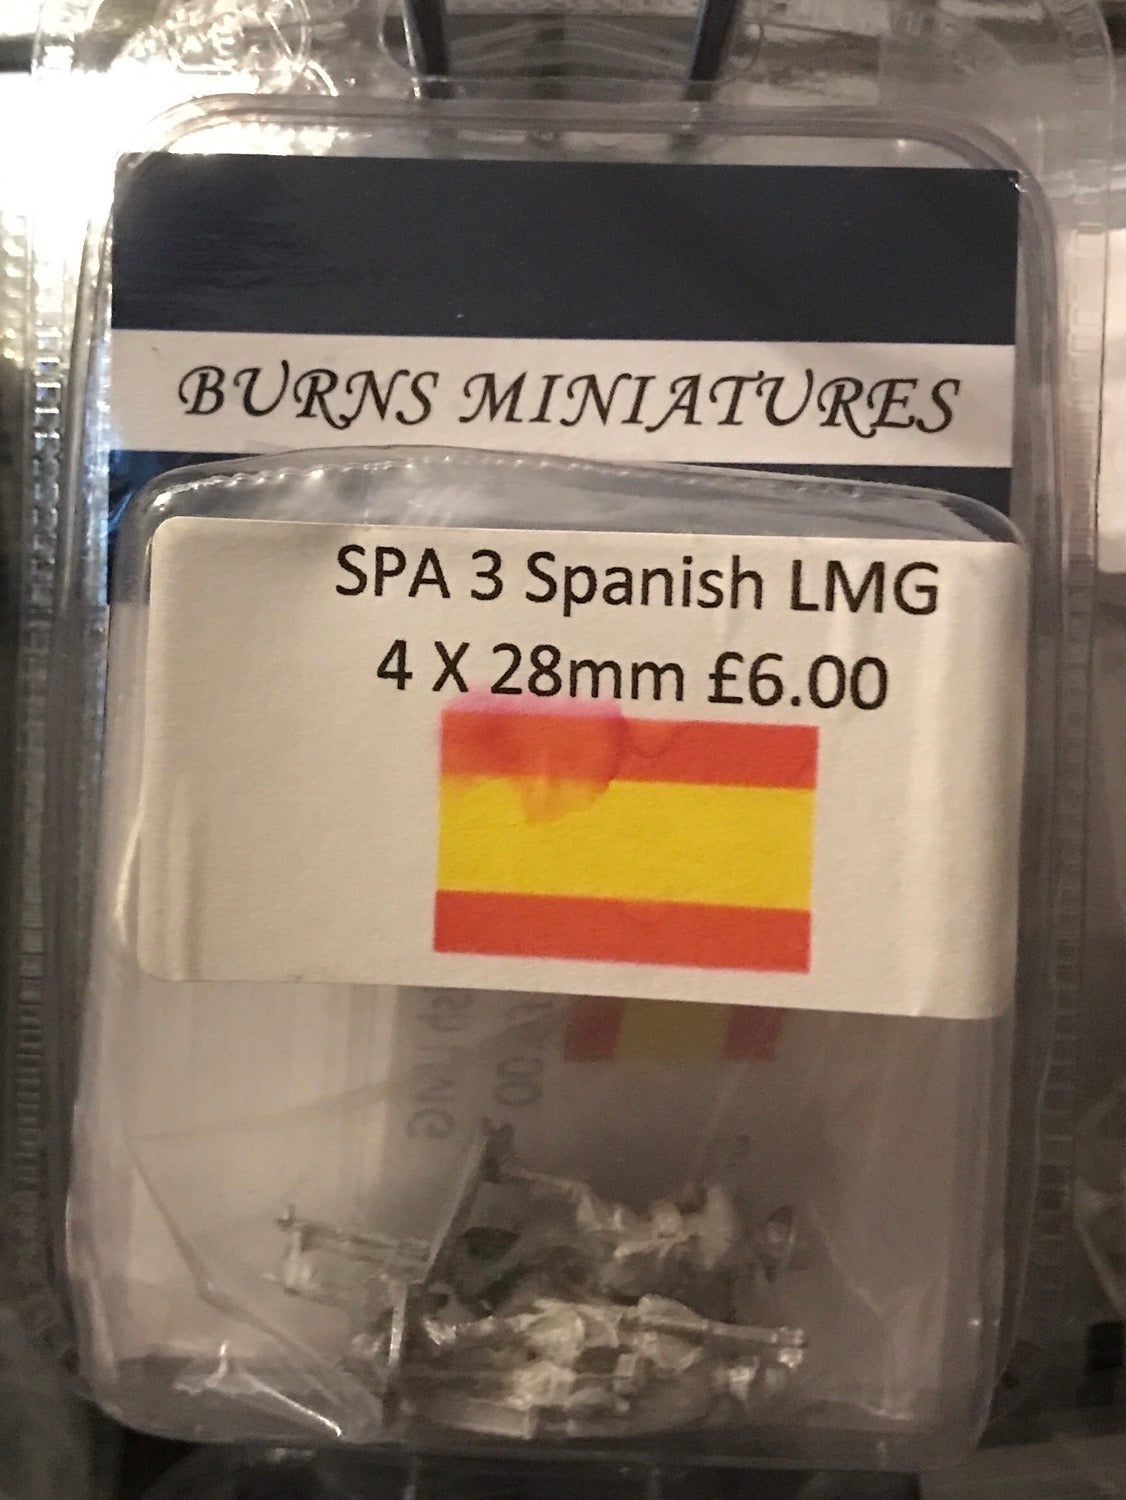 BURNS MINIATURES
SPA 3 Spanish LMG
4 X 28mm £6.00